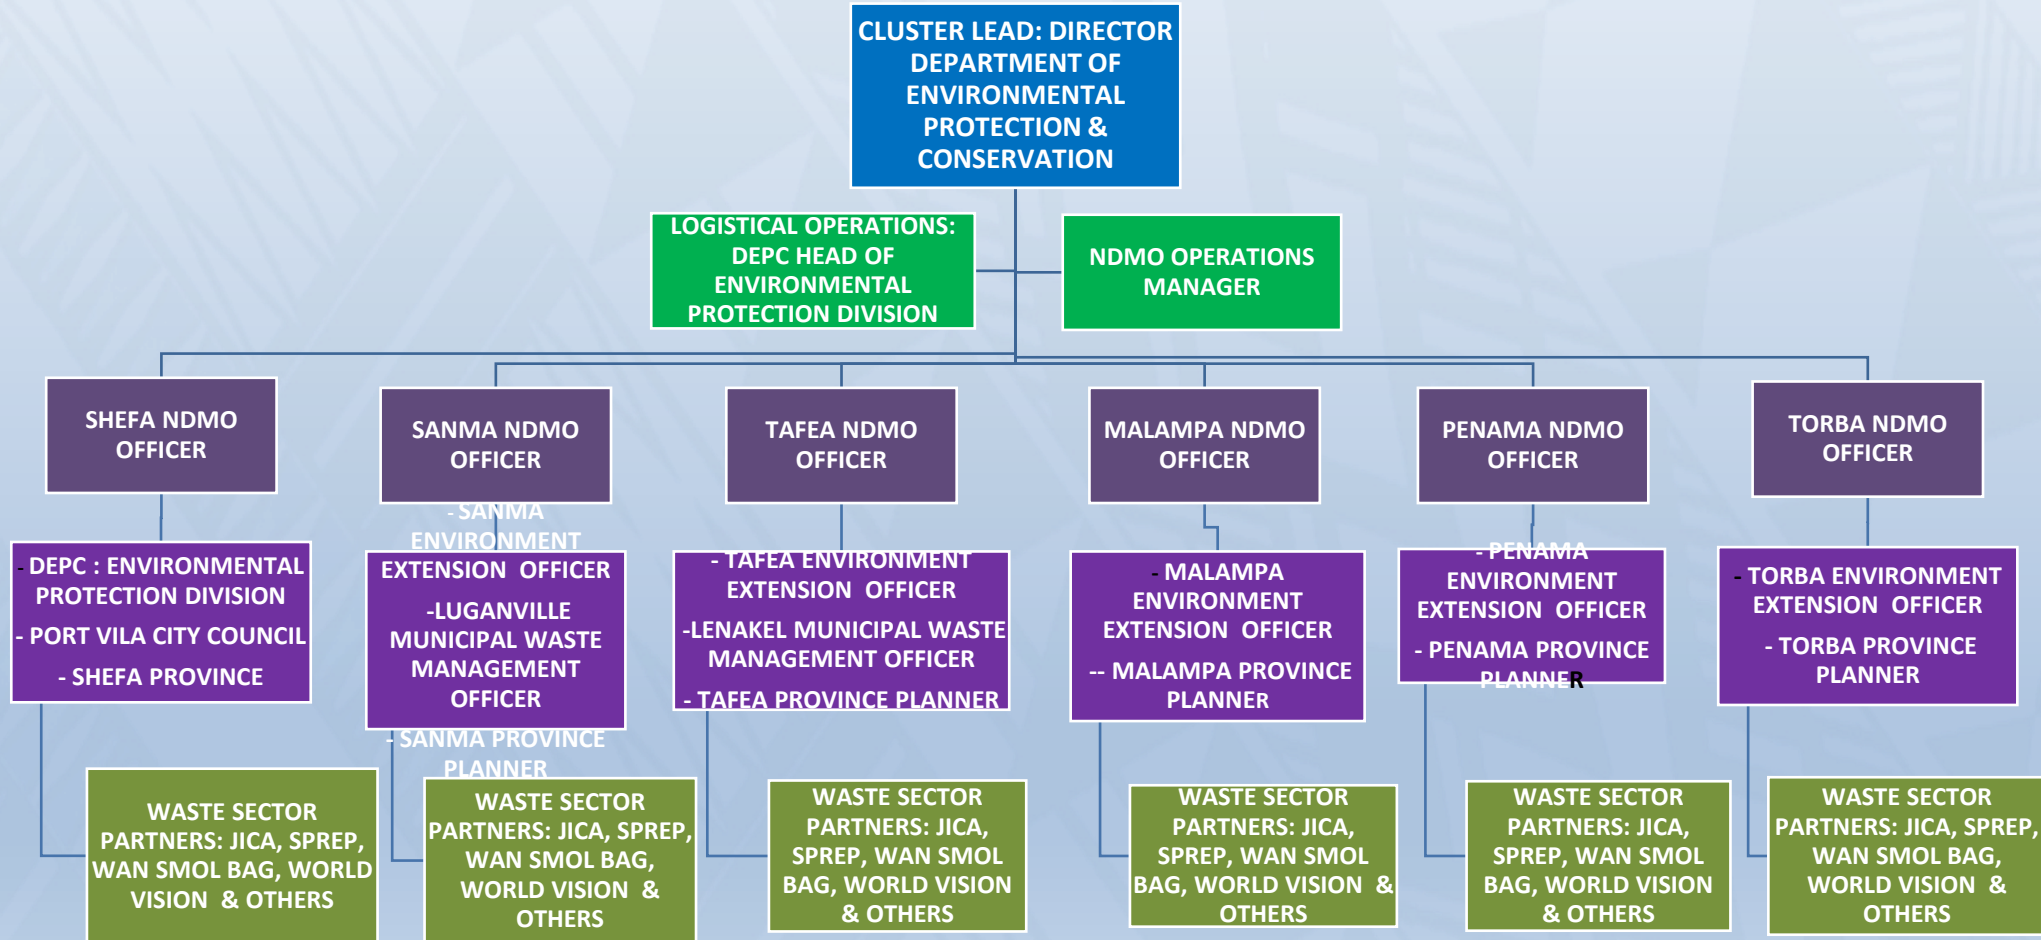 CLUSTER LEAD: DIRECTOR
DEPARTMENT OF
ENVIRONMENTAL
PROTECTION &
CONSERVATION
LOGISTICAL OPERATIONS:
DEPC HEAD OF
ENVIRONMENTAL
PROTECTION DIVISION
NDMO OPERATIONS
MANAGER
SHEFA NDMO
OFFICER
SANMA NDMO
OFFICER
TAFEA NDMO
OFFICER
MALAMPA NDMO
OFFICER
PENAMA NDMO
OFFICER
TORBA NDMO
OFFICER
- DEPC : ENVIRONMENTAL
PROTECTION DIVISION
- PORT VILA CITY COUNCIL
- SHEFA PROVINCE
- SANMA
ENVIRONMENT
EXTENSION OFFICER
-LUGANVILLE
MUNICIPAL WASTE
MANAGEMENT
OFFICER
- SANMA PROVINCE
PLANNER
- TAFEA ENVIRONMENT
EXTENSION OFFICER
-LENAKEL MUNICIPAL WASTE
MANAGEMENT OFFICER
- TAFEA PROVINCE PLANNER
- MALAMPA
ENVIRONMENT
EXTENSION OFFICER
-- MALAMPA PROVINCE
PLANNER
- PENAMA
ENVIRONMENT
EXTENSION OFFICER
- PENAMA PROVINCE
PLANNER
- TORBA ENVIRONMENT
EXTENSION OFFICER
- TORBA PROVINCE
PLANNER
WASTE SECTOR
PARTNERS: JICA, SPREP,
WAN SMOL BAG, WORLD
VISION & OTHERS
WASTE SECTOR
PARTNERS: JICA, SPREP,
WAN SMOL BAG,
WORLD VISION &
OTHERS
WASTE SECTOR
PARTNERS: JICA,
SPREP, WAN SMOL
BAG, WORLD VISION
& OTHERS
WASTE SECTOR
PARTNERS: JICA,
SPREP, WAN SMOL
BAG, WORLD VISION &
OTHERS
WASTE SECTOR
PARTNERS: JICA,
SPREP, WAN SMOL
BAG, WORLD VISION
& OTHERS
WASTE SECTOR
PARTNERS: JICA, SPREP,
WAN SMOL BAG,
WORLD VISION &
OTHERS